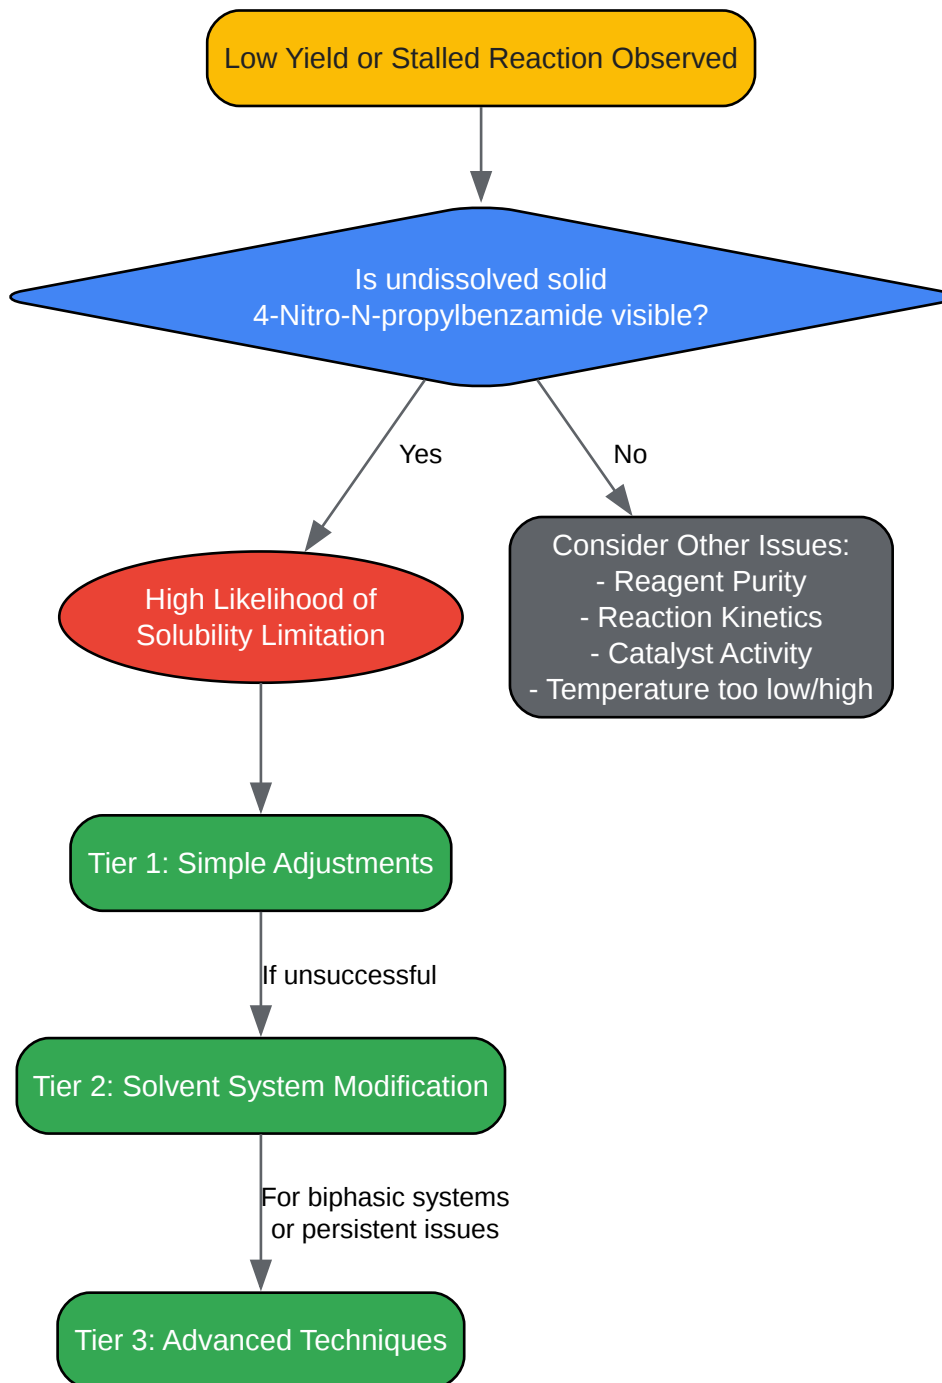 Low Yield or Stalled Reaction Observed
Is undissolved solid
4-Nitro-N-propylbenzamide visible?
Yes
No
High Likelihood of
Solubility Limitation
Consider Other Issues:
- Reagent Purity
- Reaction Kinetics
- Catalyst Activity
- Temperature too low/high
Tier 1: Simple Adjustments
If unsuccessful
Tier 2: Solvent System Modification
For biphasic systems
or persistent issues
Tier 3: Advanced Techniques